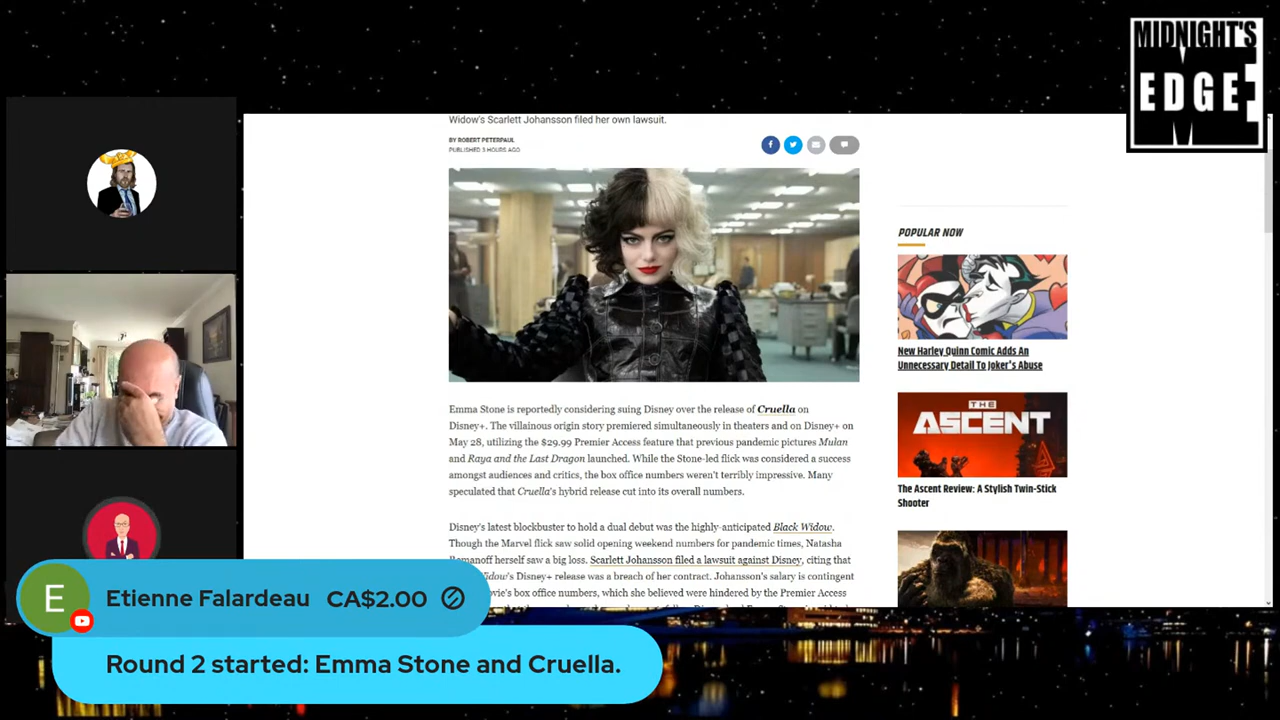 MIDNIGHT'S
EDGE
Widow's Scarlett Johansson filed her own lawsuit.
BY ROBERT PETERPAUL
PUBLISHED 3 HOURS AGO
POPULAR NOW
New Harley Quinn Comic Adds An
Unnecessary Detail To Joker's Abuse
THE
ASCENT
The Ascent Review: A Stylish Twin-Stick
Shooter
Emma Stone is reportedly considering suing Disney over the release of Cruella on
Disney+. The villainous origin story premiered simultaneously in theaters and on Disney+ on
May 28, utilizing the $29.99 Premier Access feature that previous pandemic pictures Mulan
and Raya and the Last Dragon launched. While the Stone-led flick was considered a success
amongst audiences and critics, the box office numbers weren't terribly impressive. Many
speculated that Cruella's hybrid release cut into its overall numbers.
Disney's latest blockbuster to hold a dual debut was the highly-anticipated Black Widow.
Though the Marvel flick saw solid opening weekend numbers for pandemic times, Natasha
herself saw a big loss. Scarlett Johansson filed a lawsuit against Disney, citing that
Disney+ release was a breach of her contract. Johansson's salary is contingent
box office numbers, which she believed were hindered by the Premier Access
E
Etienne Falardeau CA$2.00
Round 2 started: Emma Stone and Cruella.